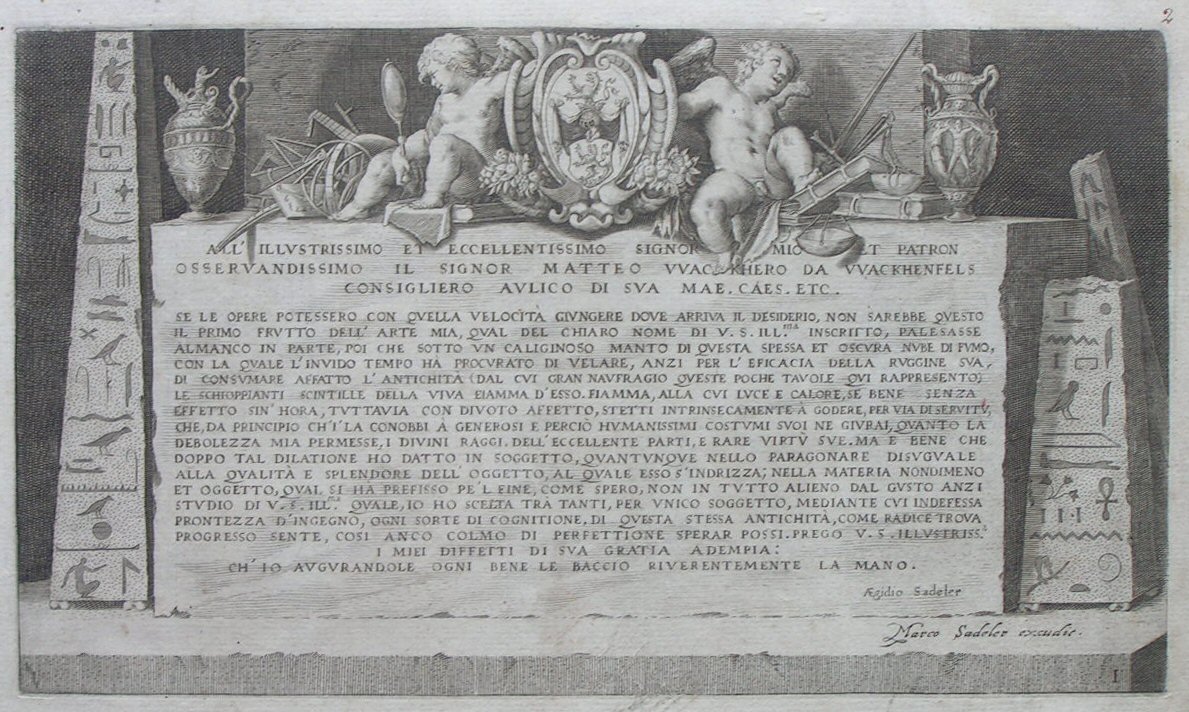 2
ALL' ILLVSTRISSIMO ET ECCELLENTISSIMO SIGNOR MIO ET PATRON
OSSERVANDISSIMO IL SIGNOR MATTEO VVACKHERO DA VVACKHENFELS
CONSIGLIERO AVLICO DI SVA MAE. CAES. ETC.
SE LE OPERE POTESSERO CON QVELLA VELOCITÀ GIVNGERE DOVE ARRIVA IL DESIDERIO, NON SAREBBE QVESTO
IL PRIMO FRVTTO DELL' ARTE MIA, QVAL DEL CHIARO NOME DI V. S. ILL.ma INSCRITTO, PALESASSE
ALMANCO IN PARTE, POI CHE SOTTO VN CALIGINOSO MANTO DI QVESTA SPESSA ET OSCVRA NVBE DI FVMO,
CON LA QVALE L'INVIDO TEMPO HA PROCVRATO DI VELARE, ANZI PER L' EFFICACIA DELLA RVGGINE SVA,
DI CONSVMARE AFFATTO L' ANTICHITÀ (DAL CVI GRAN NAVFRAGIO QVESTE POCHE TAVOLE QVI RAPPRESENTO)
LE SCHIOPPIANTI SCINTILLE DELLA VIVA FIAMMA D'ESSO. FIAMMA, ALLA CVI LVCE E CALORE, SE BENE SENZA
EFFETTO SIN' HORA, TVTTAVIA CON DIVOTO AFFETTO, STETTI INTRINSECAMENTE À GODERE, PER VIA DI SERVITV,
CHE, DA PRINCIPIO CH'I'LA CONOBBI À GENEROSI E PERCIÒ HVMANISSIMI COSTVMI SVOI NE GIVRAI, QVANTO LA
DEBOLEZZA MIA PERMESSE, I DIVINI RAGGI. DELL'ECCELLENTE PARTI, E RARE VIRTÙ SVE. MA E BENE CHE
DOPPO TAL DILATIONE HO DATTO IN SOGGETTO, QVANTVNQVE NELLO PARAGONARE DISVGVALE
ALLA QVALITÀ E SPLENDORE DELL' OGGETTO, AL QVALE ESSO S'INDRIZZA; NELLA MATERIA NONDIMENO
ET OGGETTO, QVAL SI HA PREFISSO PE'L FINE, COME SPERO, NON IN TVTTO ALIENO DAL GVSTO ANZI
STVDIO DI V. S. ILL.ma QVALE, IO HO SCELTA TRA TANTI, PER VNICO SOGGETTO, MEDIANTE CVI INDEFESSA
PRONTEZZA D'INGEGNO, OGNI SORTE DI COGNITIONE, DI QVESTA STESSA ANTICHITÀ, COME RADICE TROVA
PROGRESSO SENTE, COSI ANCO COLMO DI PERFETTIONE SPERAR POSSI. PREGO V. S. ILLVSTRISS.a
I MIEI DIFFETTI DI SVA GRATIA ADEMPIA:
CH' IO AVGVRANDOLE OGNI BENE LE BACCIO RIVERENTEMENTE LA MANO.
Ægidio Sadeler
Marco Sadeler excudit.
I